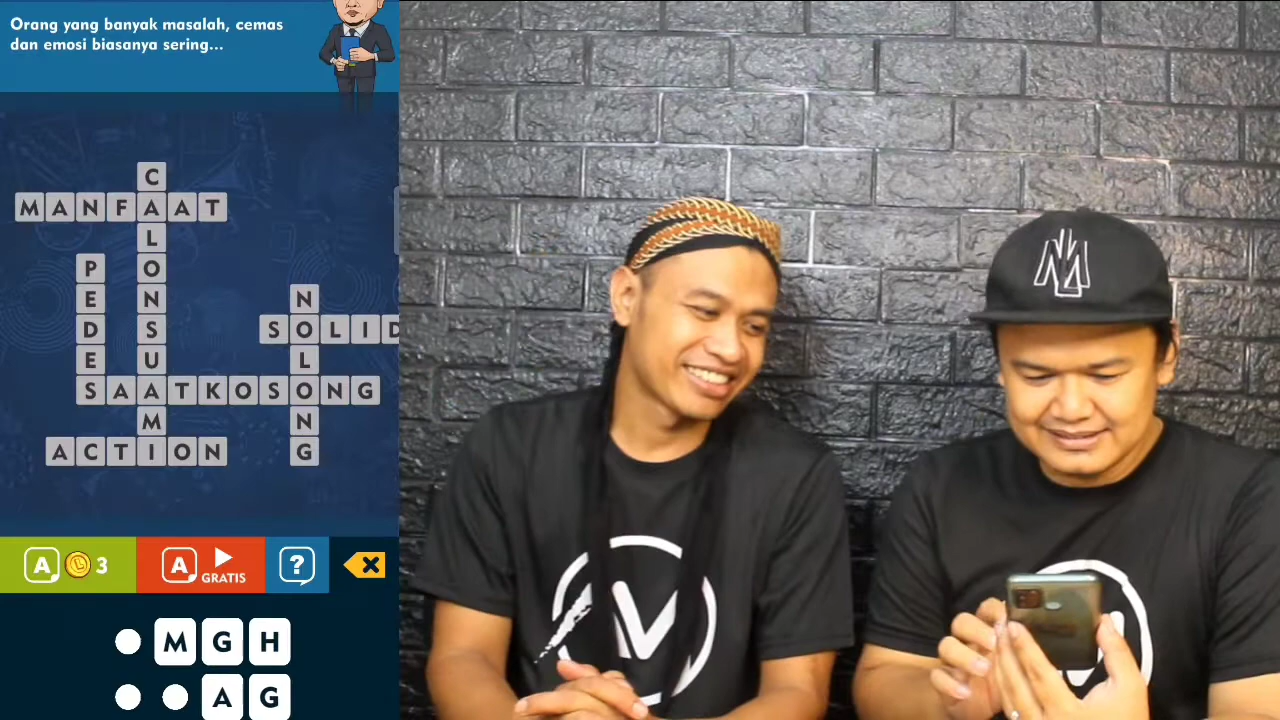 Orang yang banyak masalah, cemas
dan emosi biasanya sering...
C
MANFAAT
L
P O
E N N
D S SOLID
E U L
SAATKOSONG
M N
ACTION G
A 3 A GRATIS ?
M G H
A G